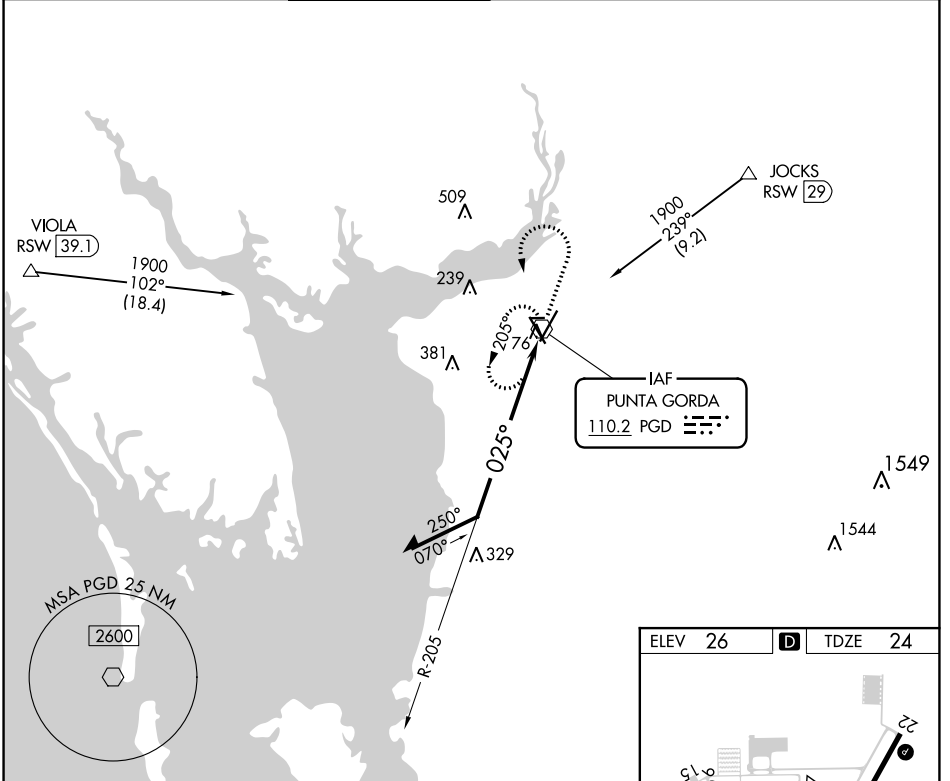 509
JOCKS
RSW 29
1900
239°
(9.2)
VIOLA
RSW 39.1
1900
102°
(18.4)
239
205°
76
381
IAF
PUNTA GORDA
110.2 PGD
025°
1549
1544
250°
070°
329
MSA PGD 25 NM
2600
R-205
ELEV 26 D TDZE 24
22
P
15